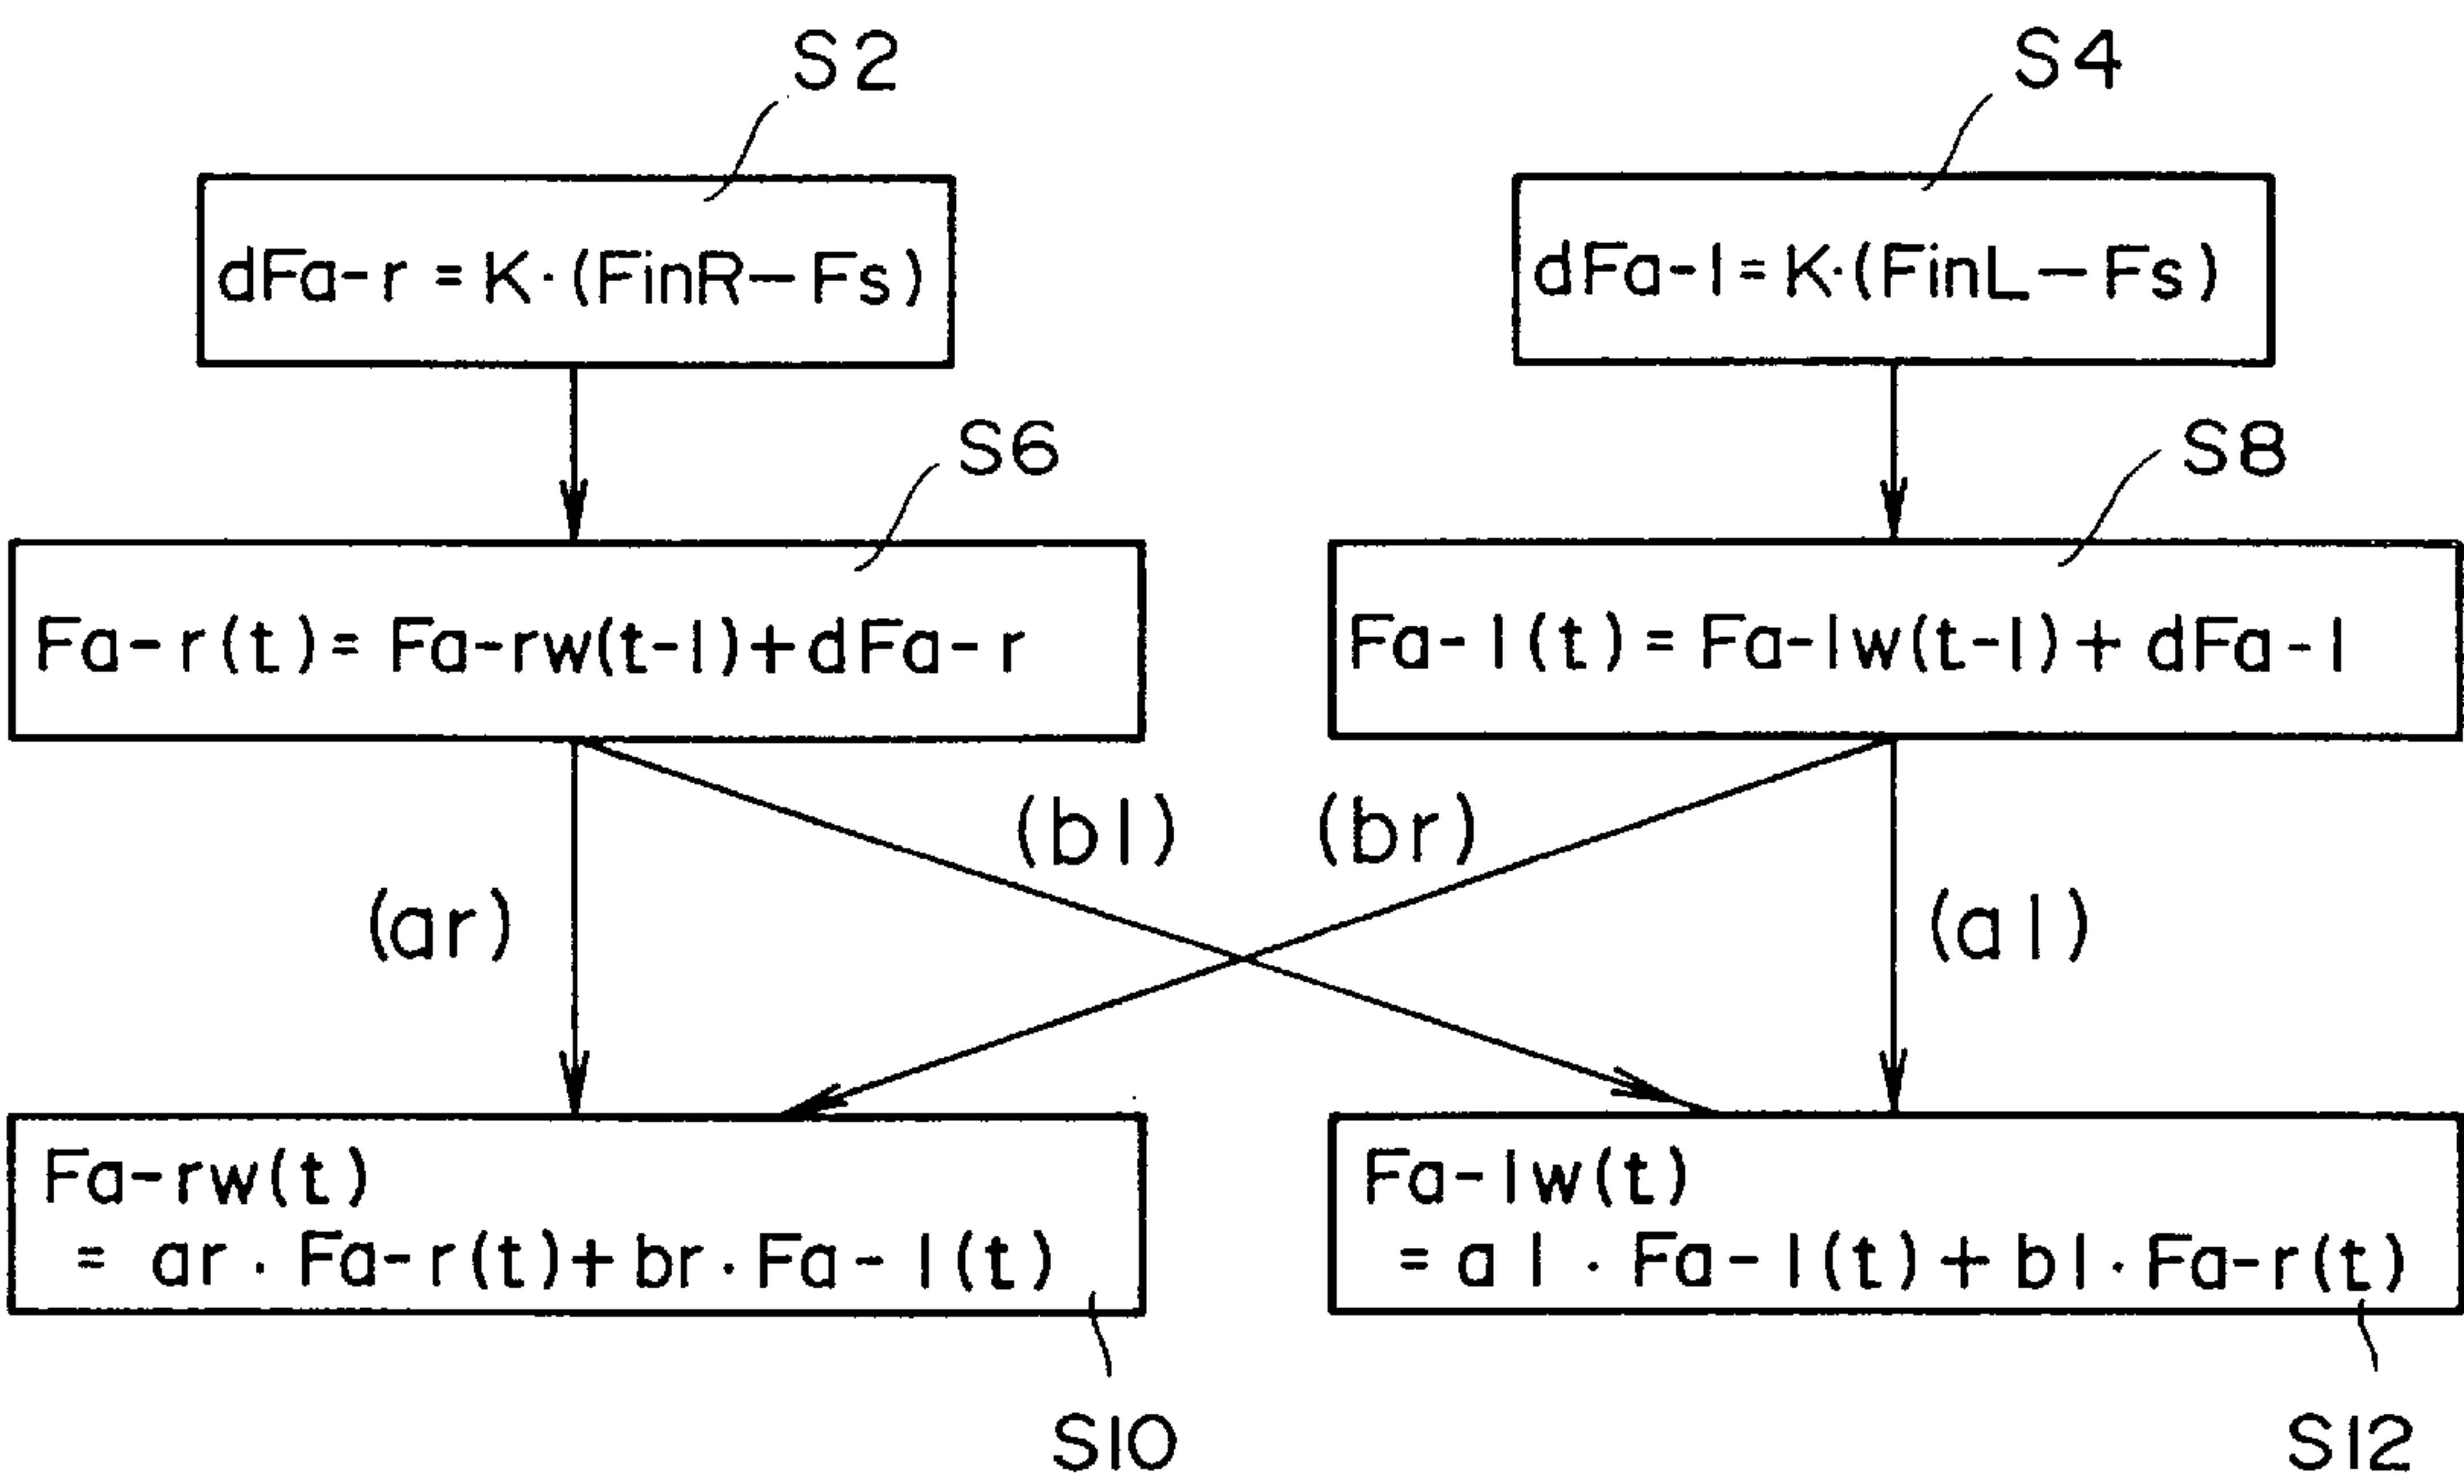 S2
S4
dFa-r = K·(FinR-Fs)
dFa-l = K·(FinL-Fs)
S6
S8
Fa-r(t) = Fa-rw(t-1)+dFa-r
Fa-l(t) = Fa-lw(t-1)+dFa-l
(bl)
(br)
(ar)
(al)
Fa-rw(t)
= ar·Fa-r(t)+br·Fa-l(t)
Fa-lw(t)
= al·Fa-l(t)+bl·Fa-r(t)
S10
S12